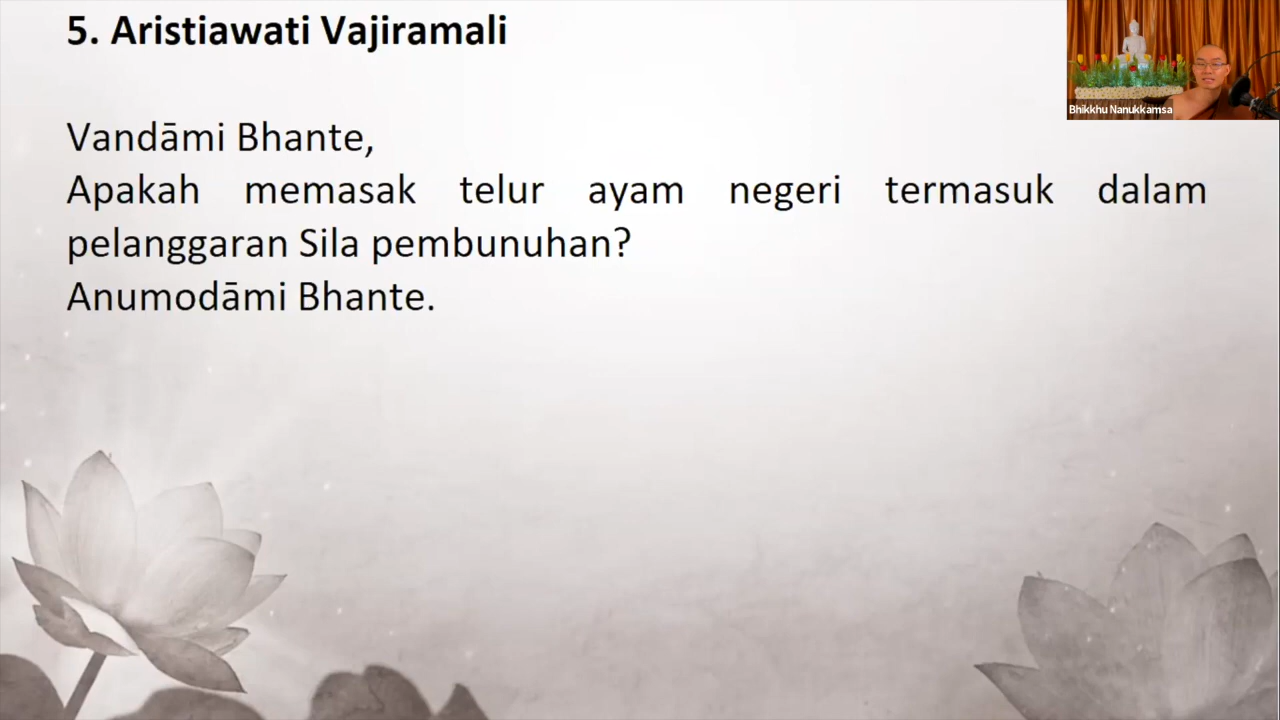 5. Aristiawati Vajiramali
Bhikkhu Nanukkamsa
Vandāmi Bhante,
Apakah memasak telur ayam negeri termasuk dalam
pelanggaran Sila pembunuhan?
Anumodāmi Bhante.